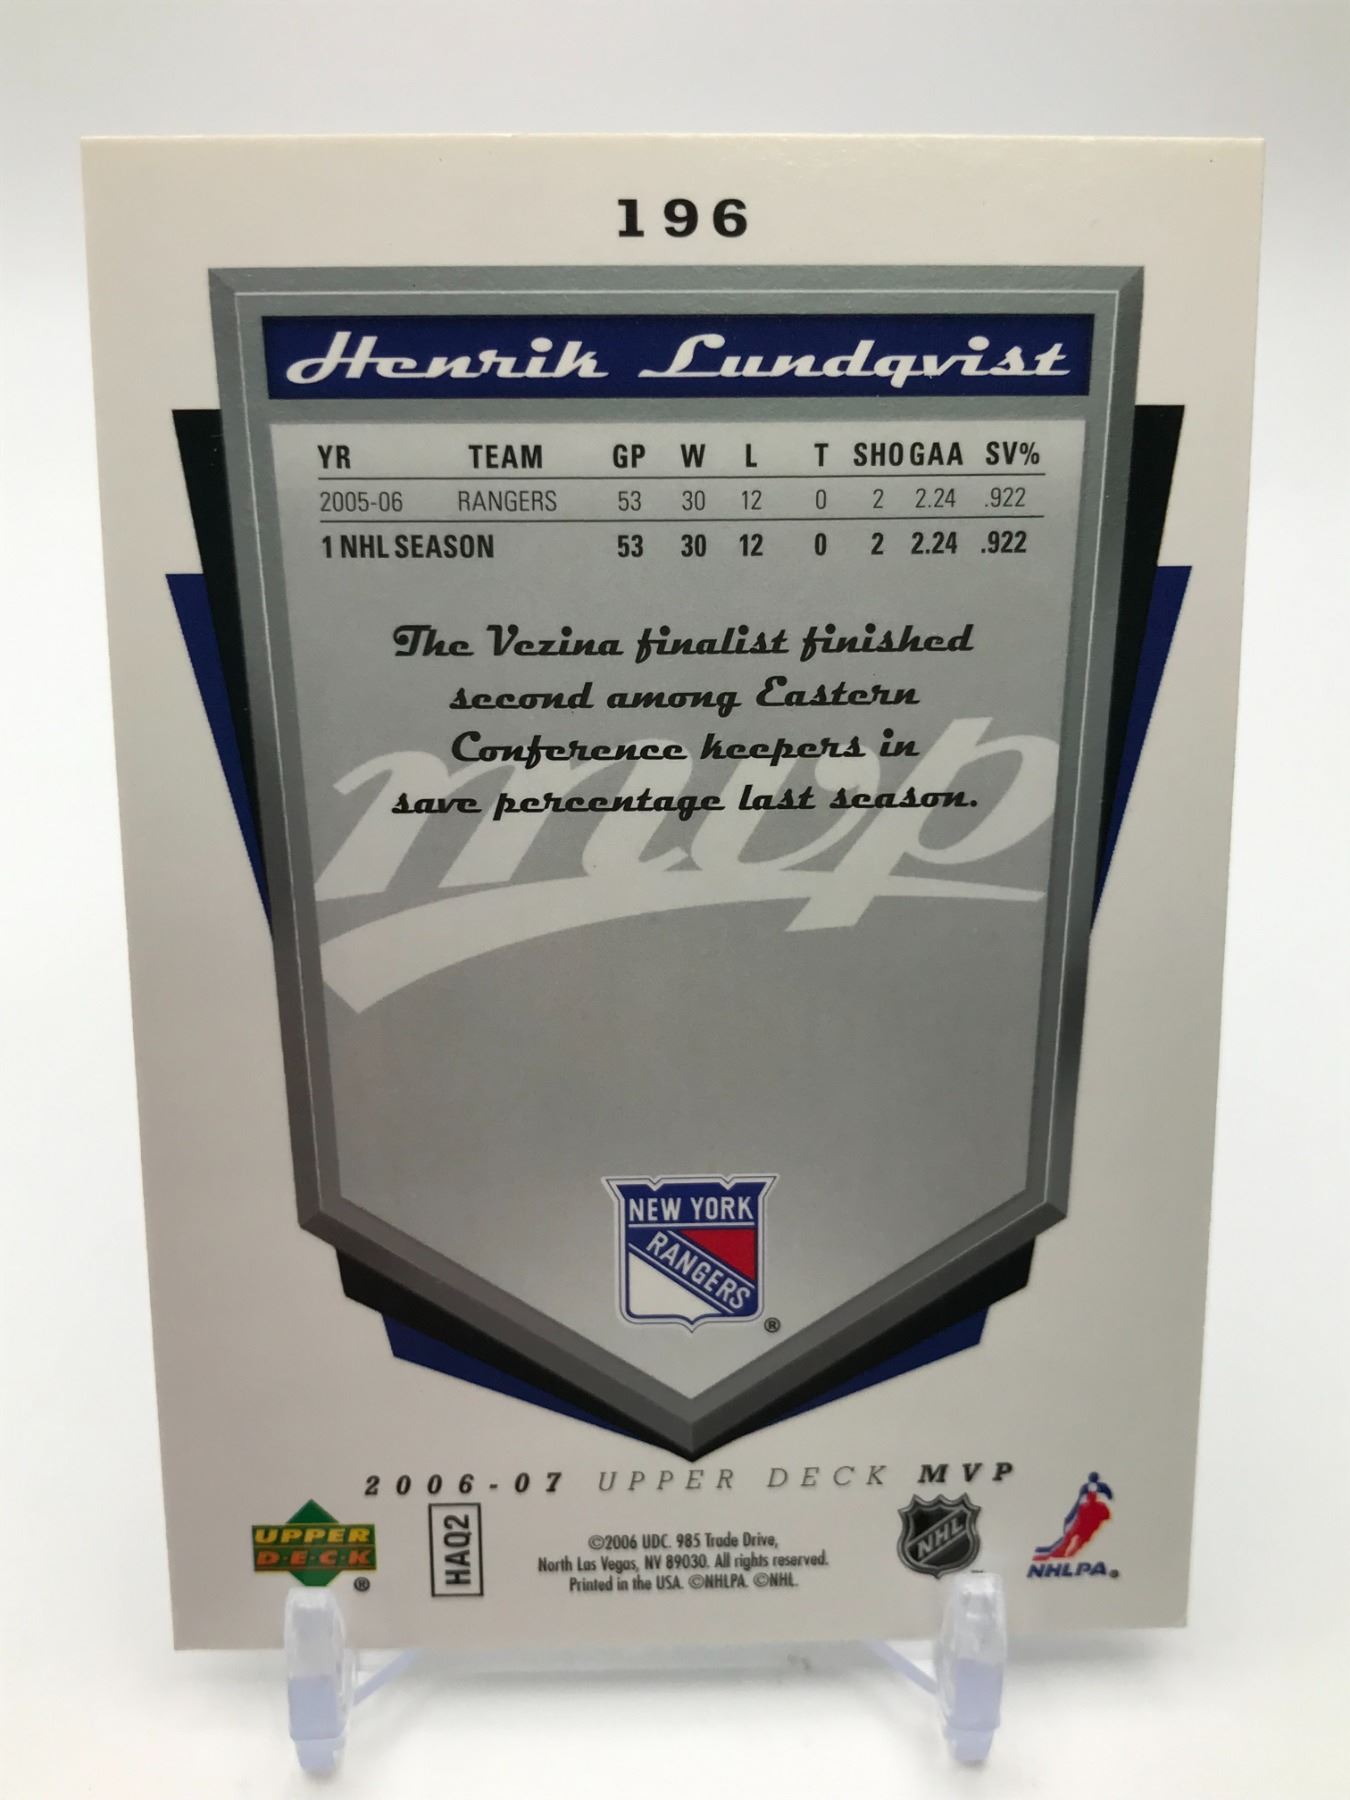 196
Henrik Lundqvist
YR TEAM GP W L T SHO GAA SV%
2005-06 RANGERS 53 30 12 0 2 2.24 .922
1 NHL SEASON 53 30 12 0 2 2.24 .922
The Vezina finalist finished
second among Eastern
Conference keepers in
save percentage last season.
mvp
NEW YORK
RANGERS
®
2006-07 UPPER DECK MVP
UPPER
DECK
®
HAQ2
©2006 UDC. 985 Trade Drive,
North Las Vegas, NV 89030. All rights reserved.
Printed in the USA. ©NHLPA. ©NHL.
NHL
NHLPA®